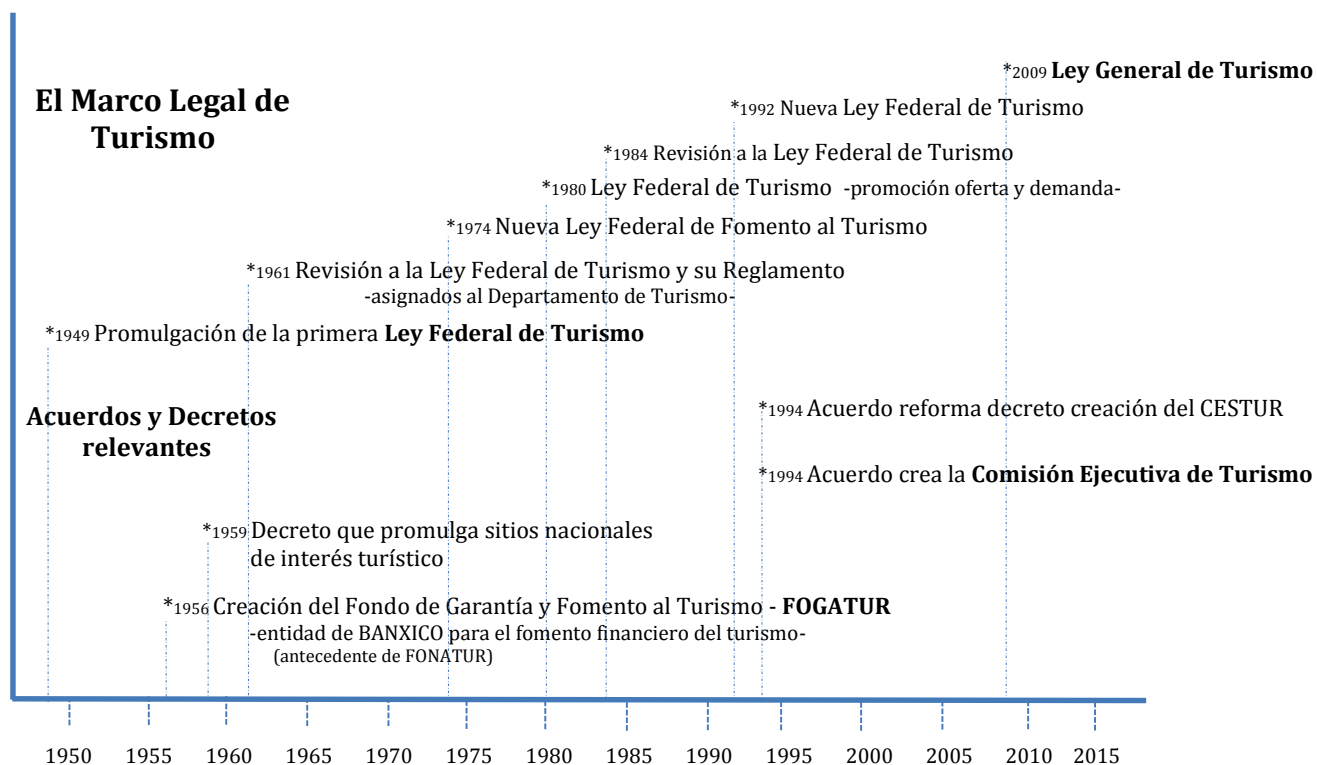 *2009 Ley General de Turismo
El Marco Legal de
Turismo
*1992 Nueva Ley Federal de Turismo
*1984 Revisión a la Ley Federal de Turismo
*1980 Ley Federal de Turismo -promoción oferta y demanda-
*1974 Nueva Ley Federal de Fomento al Turismo
*1961 Revisión a la Ley Federal de Turismo y su Reglamento
-asignados al Departamento de Turismo-
*1949 Promulgación de la primera Ley Federal de Turismo
Acuerdos y Decretos
relevantes
*1994 Acuerdo reforma decreto creación del CESTUR
*1994 Acuerdo crea la Comisión Ejecutiva de Turismo
*1959 Decreto que promulga sitios nacionales
de interés turístico
*1956 Creación del Fondo de Garantía y Fomento al Turismo - FOGATUR
-entidad de BANXICO para el fomento financiero del turismo-
(antecedente de FONATUR)
1950 1955 1960 1965 1970 1975 1980 1985 1990 1995 2000 2005 2010 2015